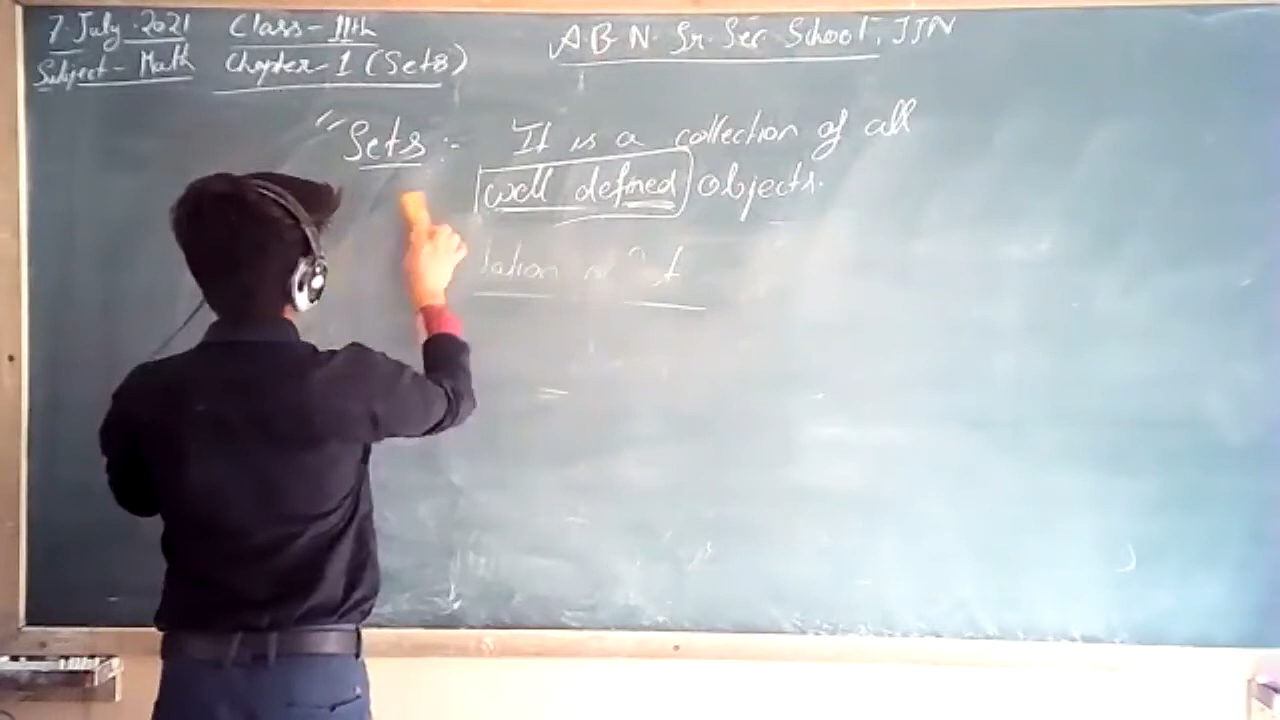 7 July 2021 Class-11th
A B N. Sr. Sec School, JJN
Subject- Math Chapter-1 (Sets)
"Sets :- It is a collection of all
well defined objects.